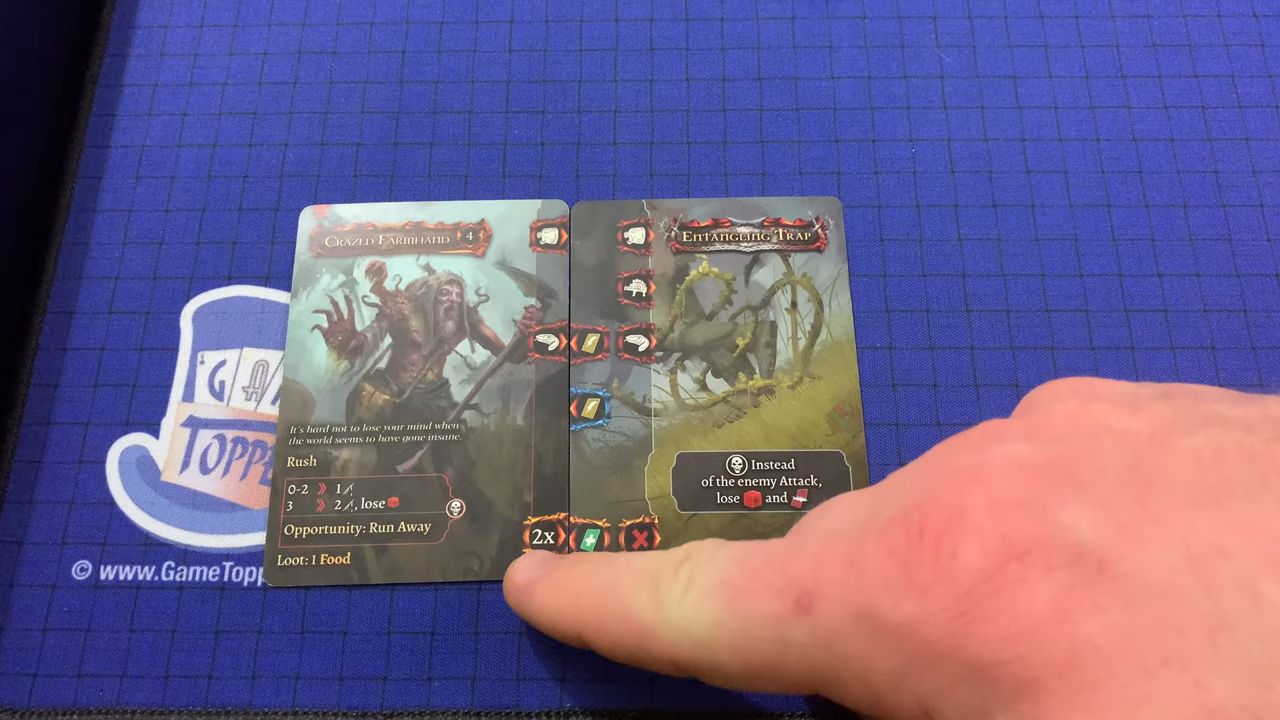 CRAZED FARMHAND 4
It's hard not to lose your mind when
the world seems to have gone insane.
Rush
0-2 1
3 2, lose
Opportunity: Run Away
Loot: 1 Food
2x
ENTANGLING TRAP
Instead
of the enemy Attack,
lose and
GA
TOPPE
© www.GameTopp